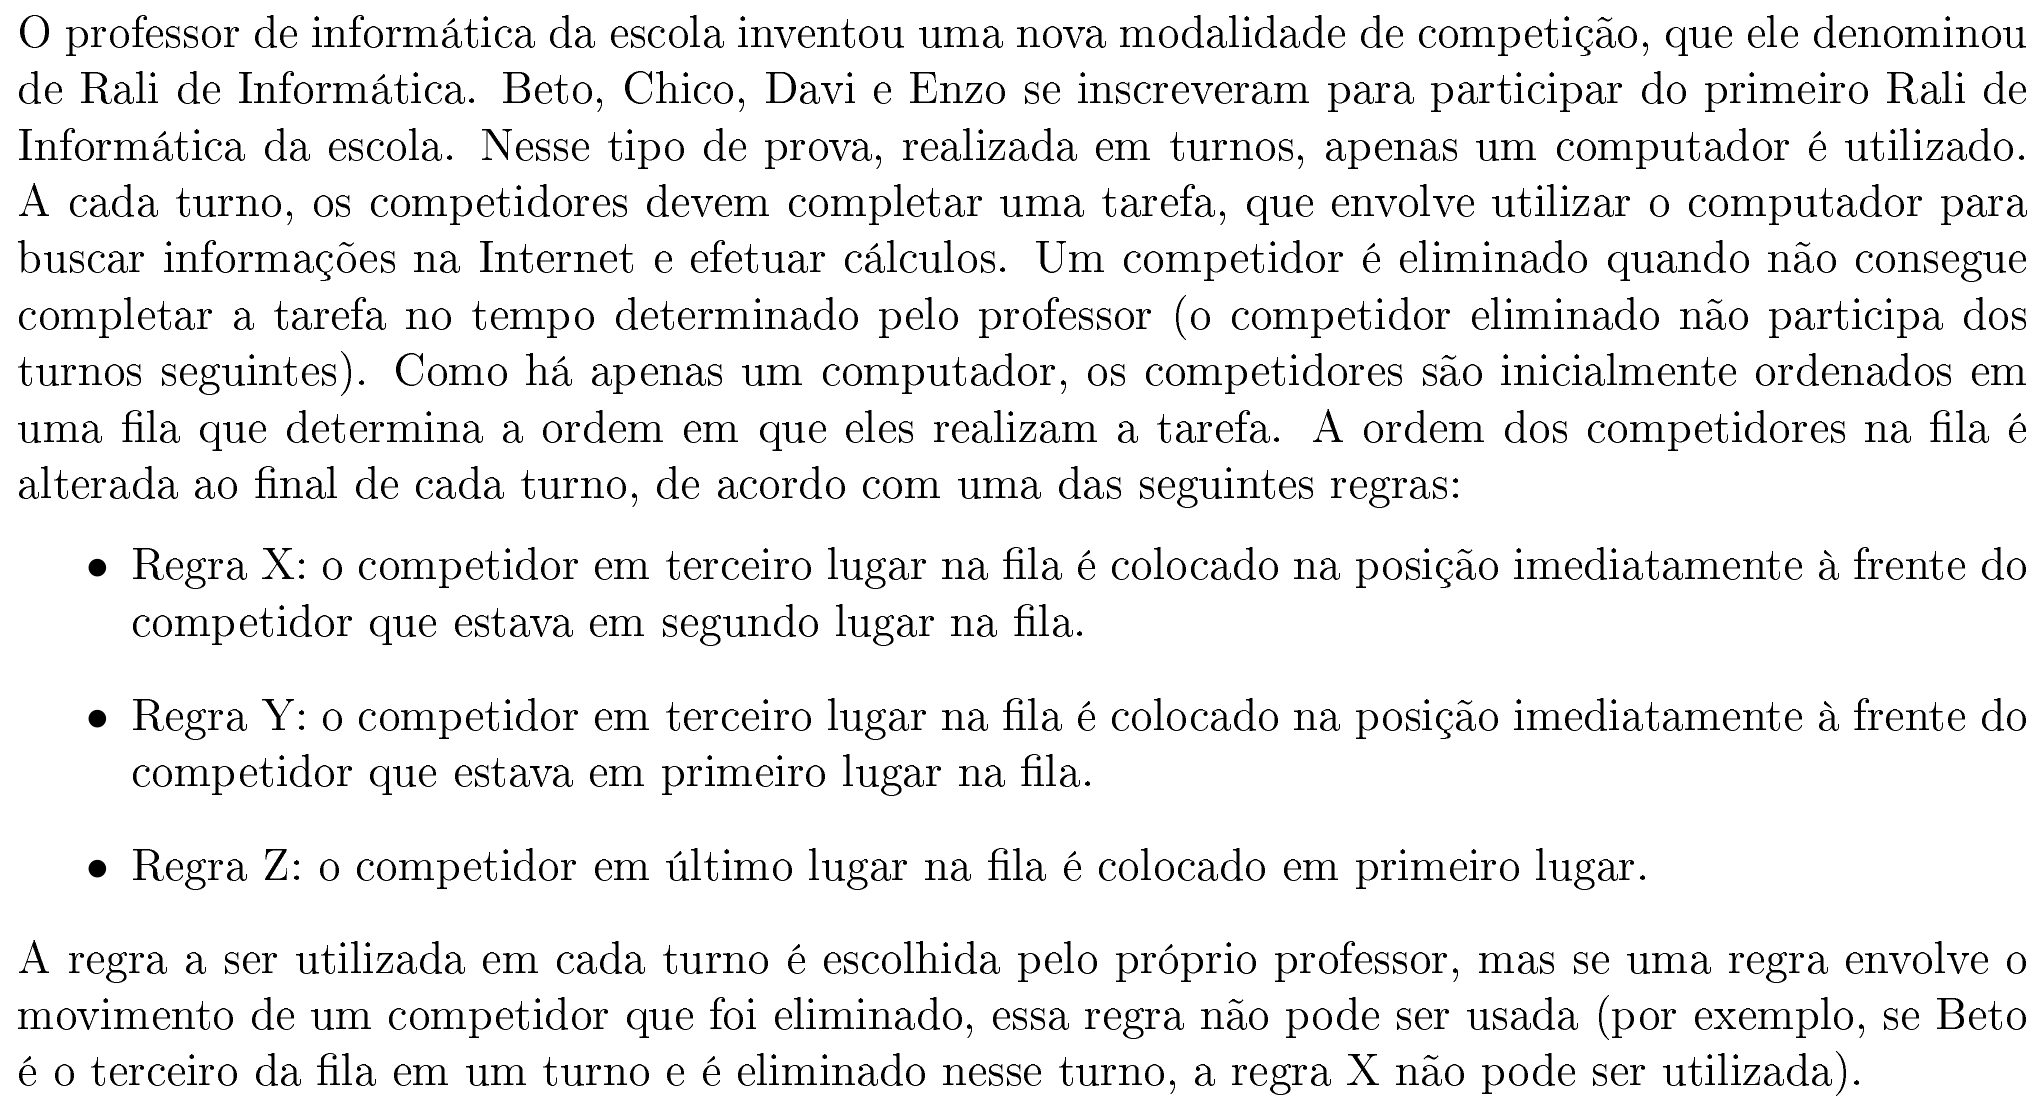 O professor de informática da escola inventou uma nova modalidade de competição, que ele denominou
de Rali de Informática. Beto, Chico, Davi e Enzo se inscreveram para participar do primeiro Rali de
Informática da escola. Nesse tipo de prova, realizada em turnos, apenas um computador é utilizado.
A cada turno, os competidores devem completar uma tarefa, que envolve utilizar o computador para
buscar informações na Internet e efetuar cálculos. Um competidor é eliminado quando não consegue
completar a tarefa no tempo determinado pelo professor (o competidor eliminado não participa dos
turnos seguintes). Como há apenas um computador, os competidores são inicialmente ordenados em
uma fila que determina a ordem em que eles realizam a tarefa. A ordem dos competidores na fila é
alterada ao final de cada turno, de acordo com uma das seguintes regras:
• Regra X: o competidor em terceiro lugar na fila é colocado na posição imediatamente à frente do
competidor que estava em segundo lugar na fila.
• Regra Y: o competidor em terceiro lugar na fila é colocado na posição imediatamente à frente do
competidor que estava em primeiro lugar na fila.
• Regra Z: o competidor em último lugar na fila é colocado em primeiro lugar.
A regra a ser utilizada em cada turno é escolhida pelo próprio professor, mas se uma regra envolve o
movimento de um competidor que foi eliminado, essa regra não pode ser usada (por exemplo, se Beto
é o terceiro da fila em um turno e é eliminado nesse turno, a regra X não pode ser utilizada).